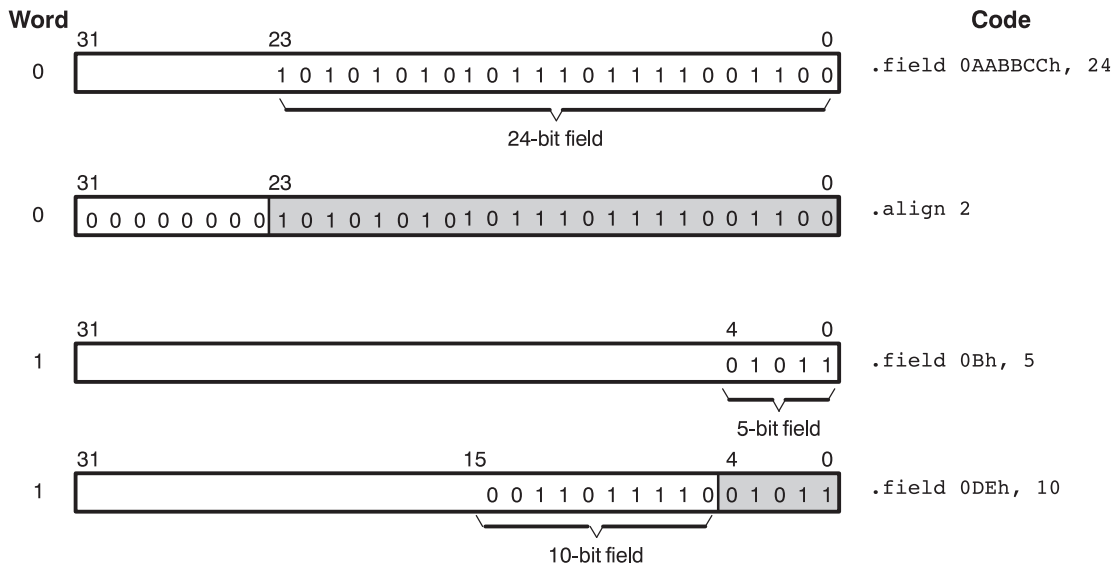 Word Code
31 23 0
0 1 0 1 0 1 0 1 0 1 0 1 1 1 0 1 1 1 1 0 0 1 1 0 0 .field 0AABBCCh, 24
24-bit field
31 23 0
0 0 0 0 0 0 0 0 0 1 0 1 0 1 0 1 0 1 0 1 1 1 0 1 1 1 1 0 0 1 1 0 0 .align 2
31 4 0
1 0 1 0 1 1 .field 0Bh, 5
5-bit field
31 15 4 0
1 0 0 1 1 0 1 1 1 1 0 0 1 0 1 1 .field 0DEh, 10
10-bit field